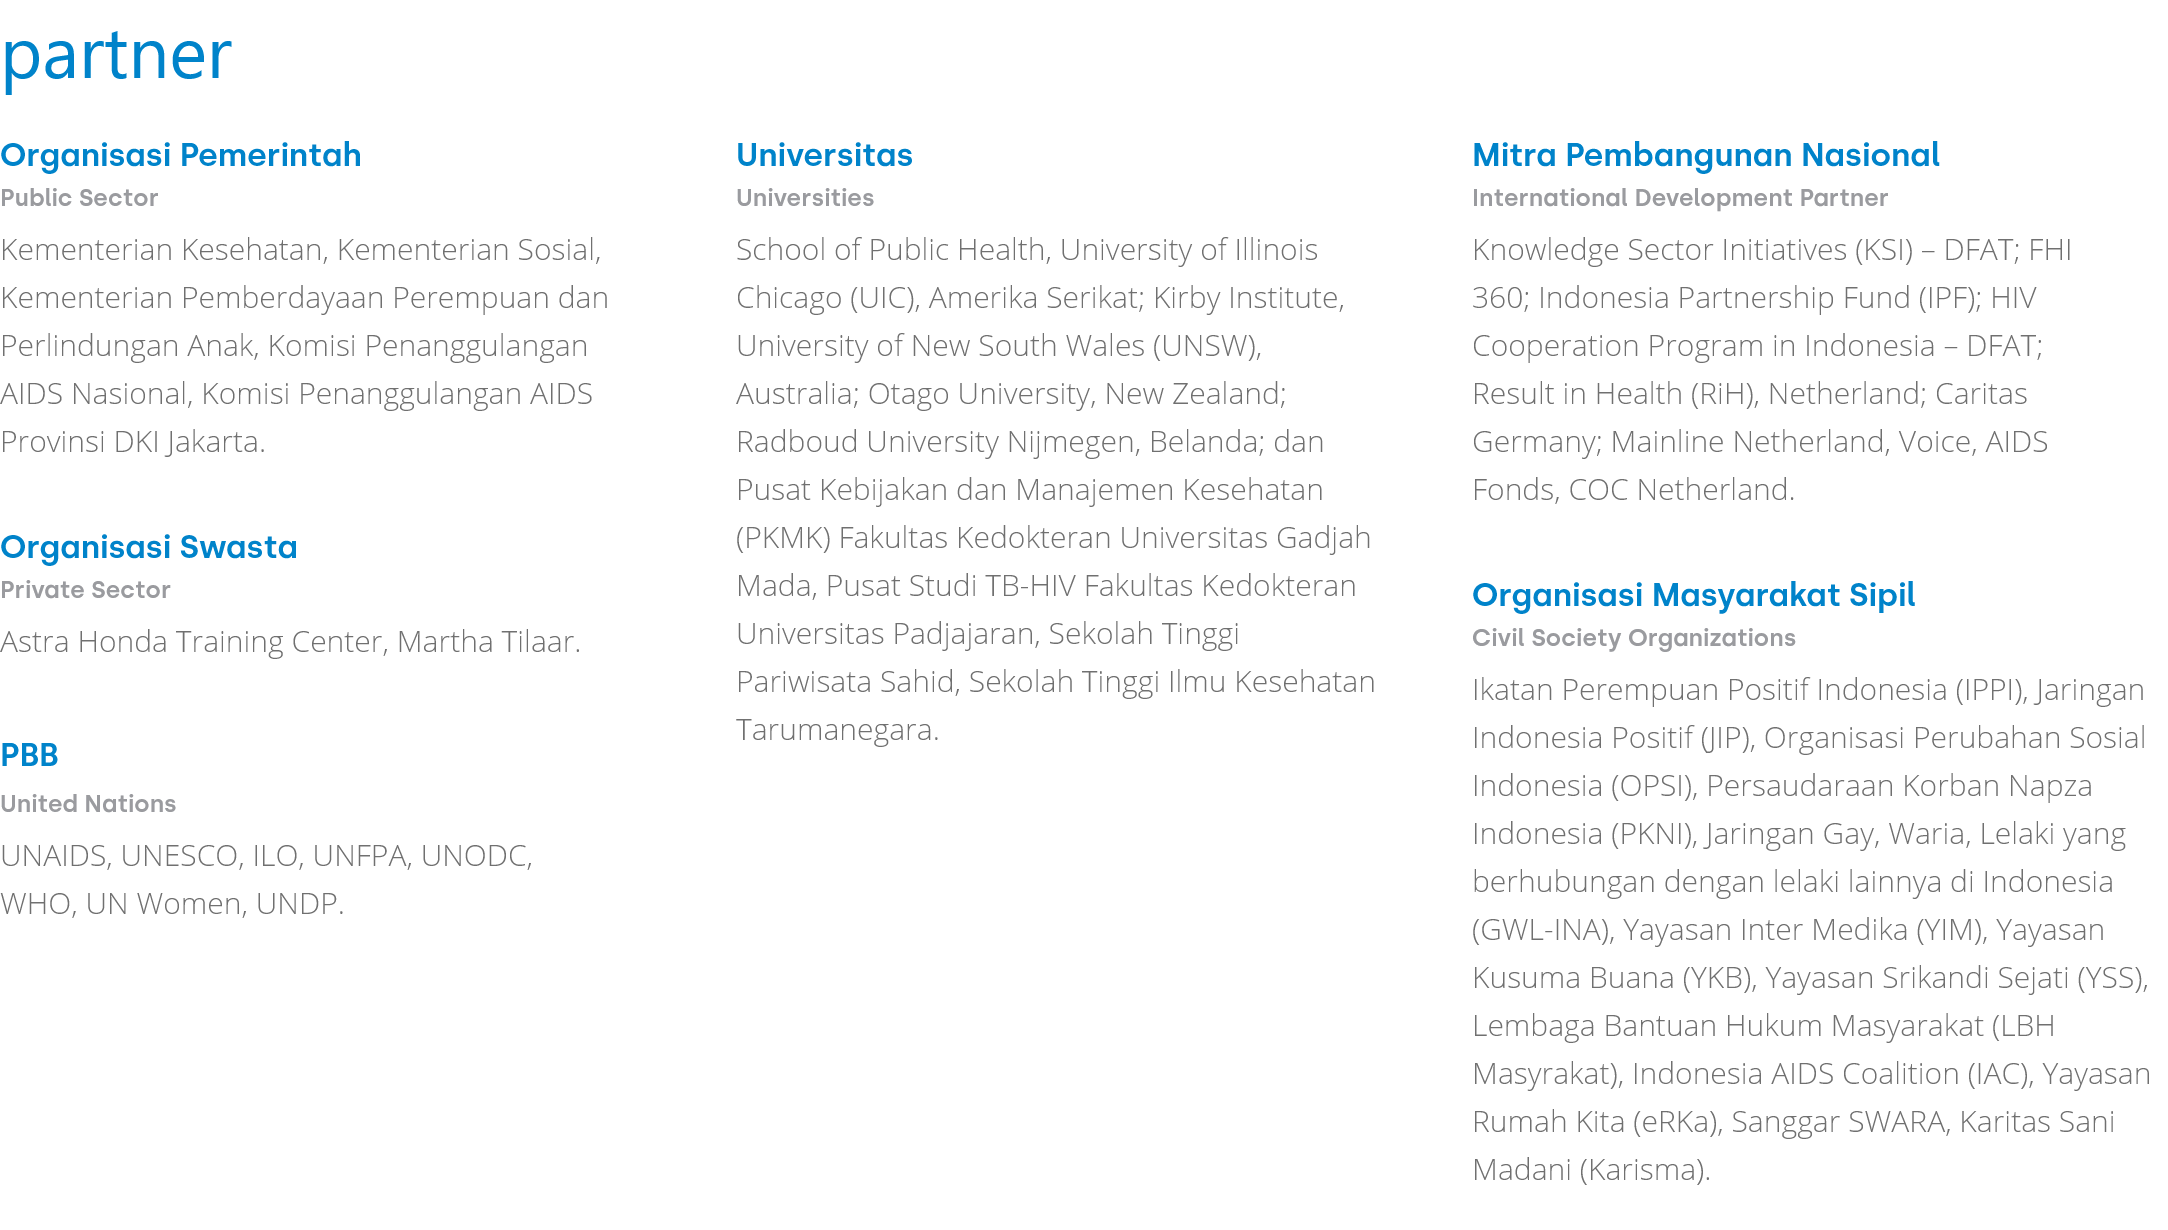 partner
Organisasi Pemerintah
Public Sector
Kementerian Kesehatan, Kementerian Sosial,
Kementerian Pemberdayaan Perempuan dan
Perlindungan Anak, Komisi Penanggulangan
AIDS Nasional, Komisi Penanggulangan AIDS
Provinsi DKI Jakarta.
Organisasi Swasta
Private Sector
Astra Honda Training Center, Martha Tilaar.
PBB
United Nations
UNAIDS, UNESCO, ILO, UNFPA, UNODC,
WHO, UN Women, UNDP.
Universitas
Universities
School of Public Health, University of Illinois
Chicago (UIC), Amerika Serikat; Kirby Institute,
University of New South Wales (UNSW),
Australia; Otago University, New Zealand;
Radboud University Nijmegen, Belanda; dan
Pusat Kebijakan dan Manajemen Kesehatan
(PKMK) Fakultas Kedokteran Universitas Gadjah
Mada, Pusat Studi TB-HIV Fakultas Kedokteran
Universitas Padjajaran, Sekolah Tinggi
Pariwisata Sahid, Sekolah Tinggi Ilmu Kesehatan
Tarumanegara.
Mitra Pembangunan Nasional
International Development Partner
Knowledge Sector Initiatives (KSI) – DFAT; FHI
360; Indonesia Partnership Fund (IPF); HIV
Cooperation Program in Indonesia – DFAT;
Result in Health (RiH), Netherland; Caritas
Germany; Mainline Netherland, Voice, AIDS
Fonds, COC Netherland.
Organisasi Masyarakat Sipil
Civil Society Organizations
Ikatan Perempuan Positif Indonesia (IPPI), Jaringan
Indonesia Positif (JIP), Organisasi Perubahan Sosial
Indonesia (OPSI), Persaudaraan Korban Napza
Indonesia (PKNI), Jaringan Gay, Waria, Lelaki yang
berhubungan dengan lelaki lainnya di Indonesia
(GWL-INA), Yayasan Inter Medika (YIM), Yayasan
Kusuma Buana (YKB), Yayasan Srikandi Sejati (YSS),
Lembaga Bantuan Hukum Masyarakat (LBH
Masyrakat), Indonesia AIDS Coalition (IAC), Yayasan
Rumah Kita (eRKa), Sanggar SWARA, Karitas Sani
Madani (Karisma).